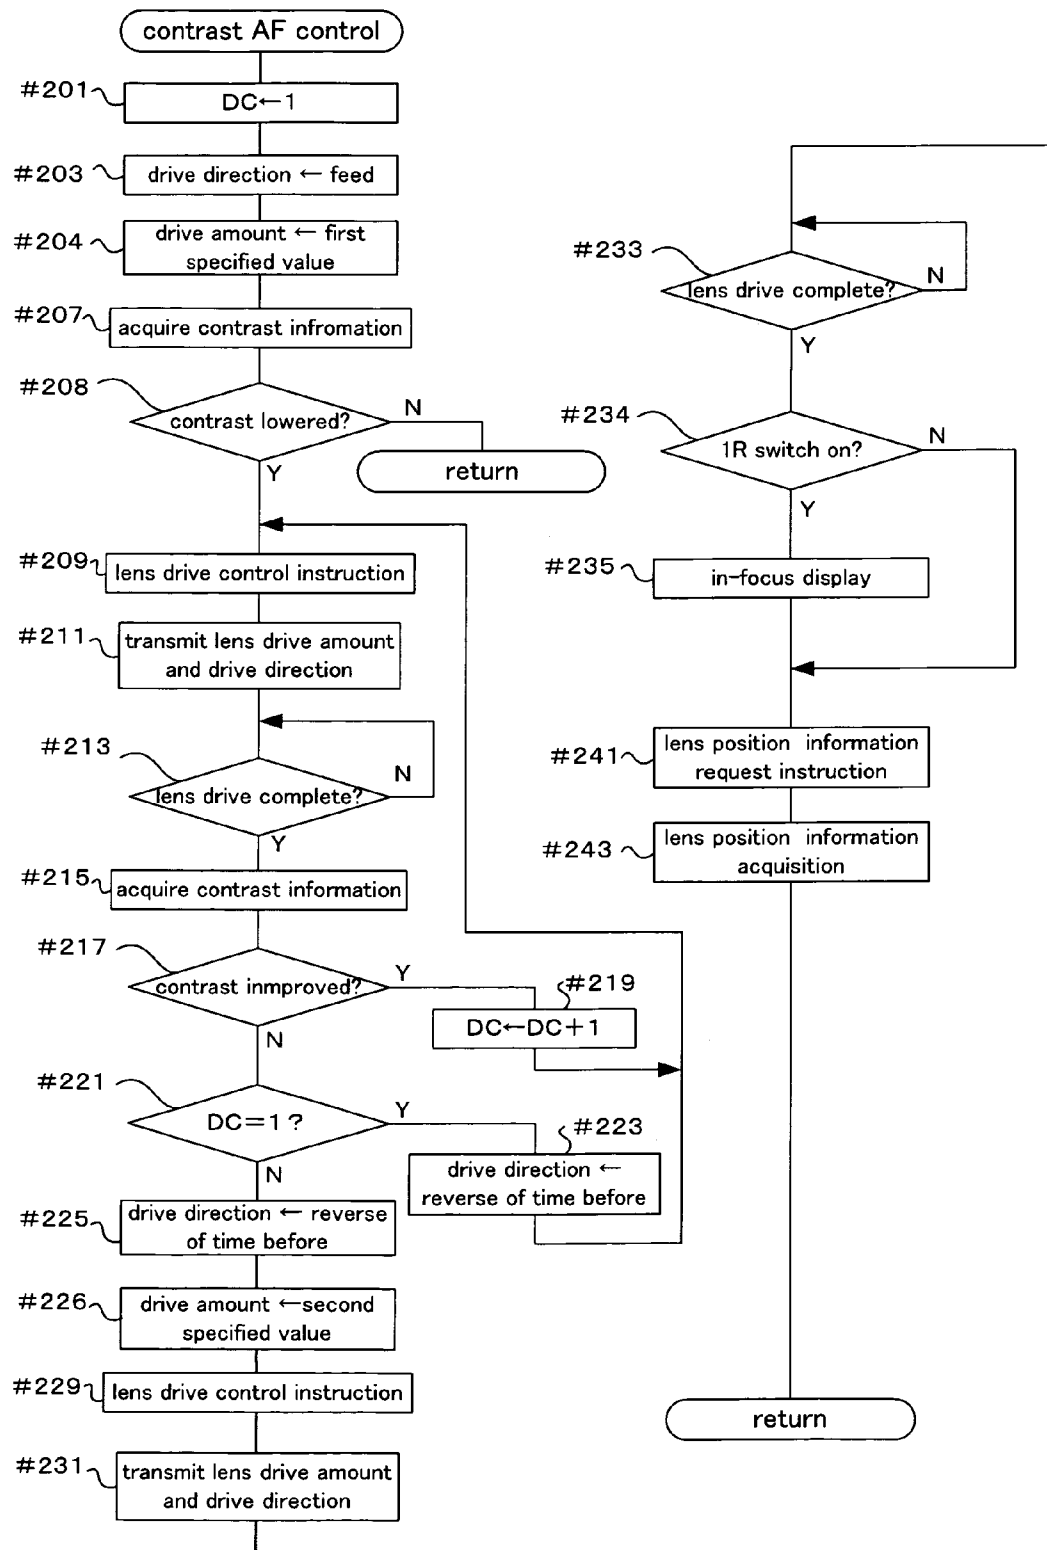 contrast AF control
#201
DC←1
#203
drive direction ← feed
#204
drive amount ← first
specified value
#207
acquire contrast infromation
#208
contrast lowered?
N
return
Y
#209
lens drive control instruction
#211
transmit lens drive amount
and drive direction
#213
lens drive complete?
N
Y
#215
acquire contrast information
#217
contrast inmproved?
Y
#219
DC←DC+1
N
#221
DC=1?
Y
#223
drive direction ←
reverse of time before
N
#225
drive direction ← reverse
of time before
#226
drive amount ←second
specified value
#229
lens drive control instruction
#231
transmit lens drive amount
and drive direction
#233
lens drive complete?
N
Y
#234
1R switch on?
N
Y
#235
in-focus display
#241
lens position information
request instruction
#243
lens position information
acquisition
return